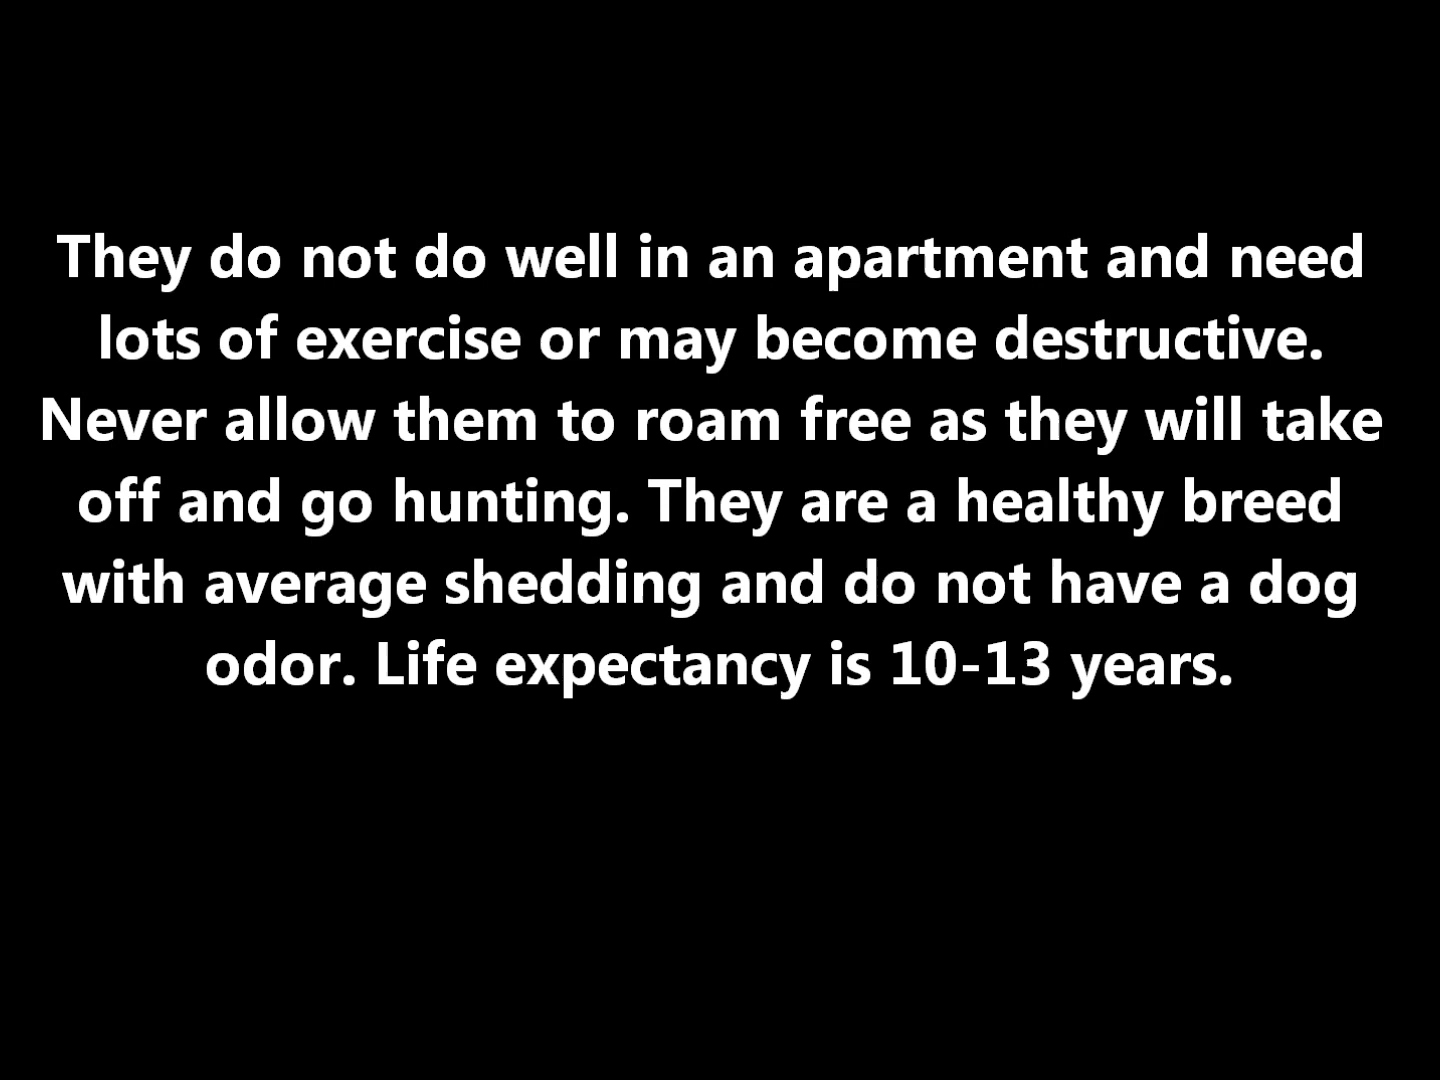 They do not do well in an apartment and need
lots of exercise or may become destructive.
Never allow them to roam free as they will take
off and go hunting. They are a healthy breed
with average shedding and do not have a dog
odor. Life expectancy is 10-13 years.